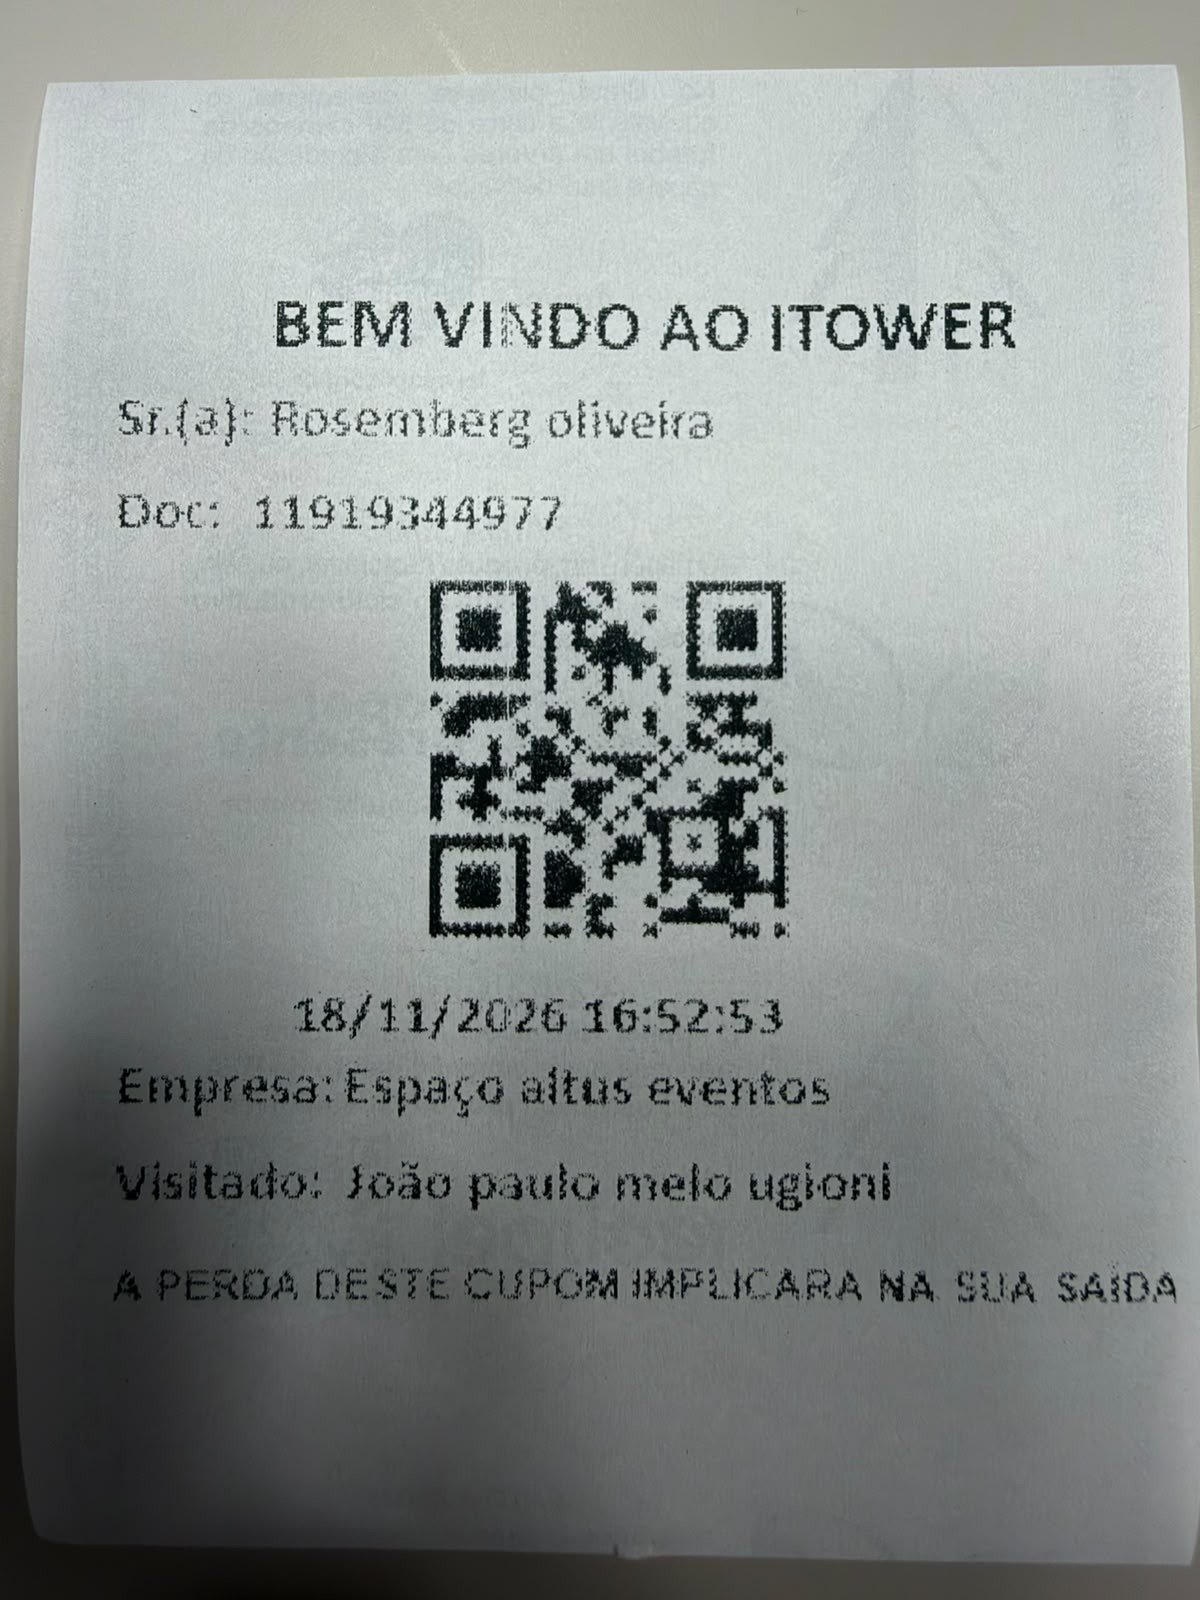 BEM VINDO AO ITOWER
Sr.(a): Rosemberg oliveira
Doc: 11919344977
18/11/2026 16:52:53
Empresa: Espaço altus eventos
Visitado: João paulo melo ugioni
A PERDA DESTE CUPOM IMPLICARA NA SUA SAÍDA